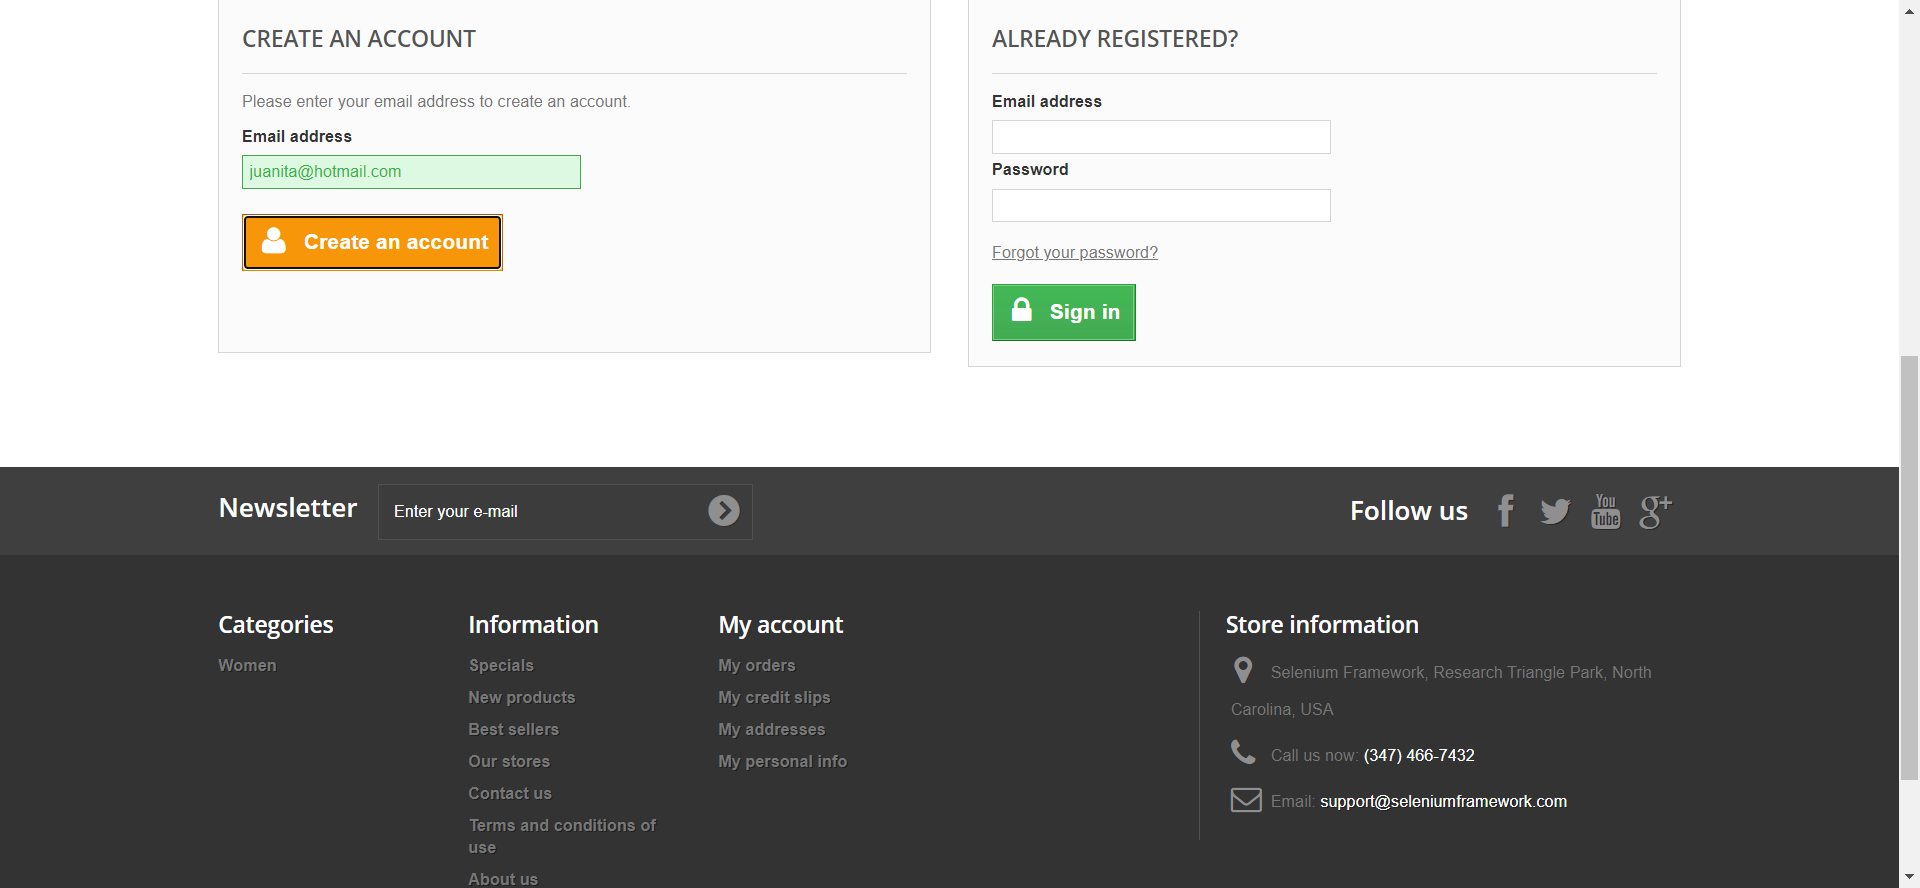 CREATE AN ACCOUNT
Please enter your email address to create an account.
Email address
juanita@hotmail.com
Create an account
ALREADY REGISTERED?
Email address
Password
Forgot your password?
Sign in
Newsletter
Enter your e-mail
Follow us
You
Tube
g+
Categories
Women
Information
Specials
New products
Best sellers
Our stores
Contact us
Terms and conditions of
use
About us
My account
My orders
My credit slips
My addresses
My personal info
Store information
Selenium Framework, Research Triangle Park, North
Carolina, USA
Call us now: (347) 466-7432
Email: support@seleniumframework.com